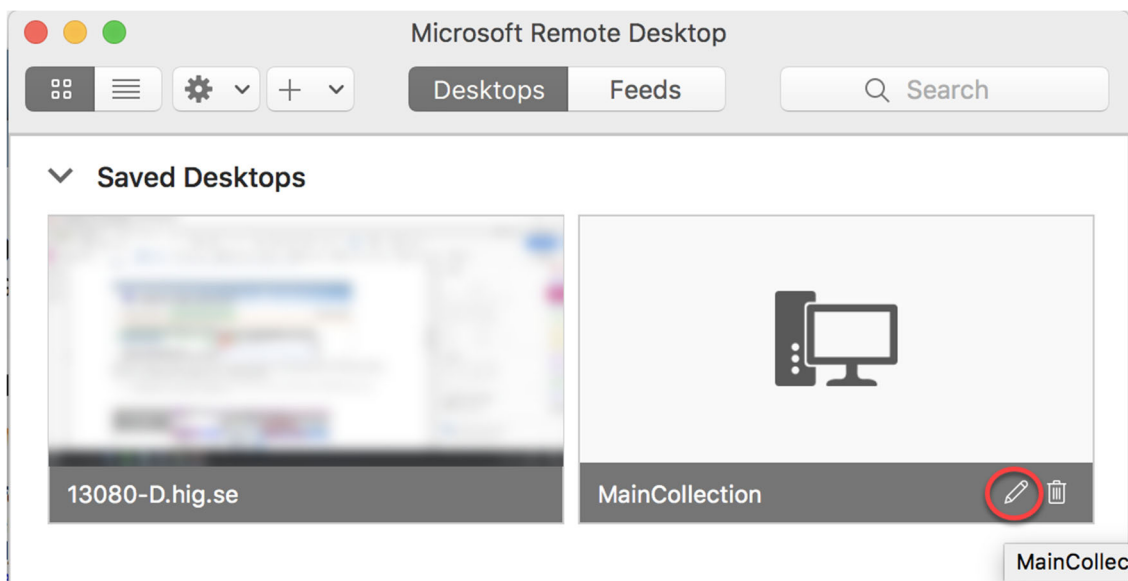 Microsoft Remote Desktop
Desktops Feeds Search
Saved Desktops
13080-D.hig.se MainCollection
MainCollec